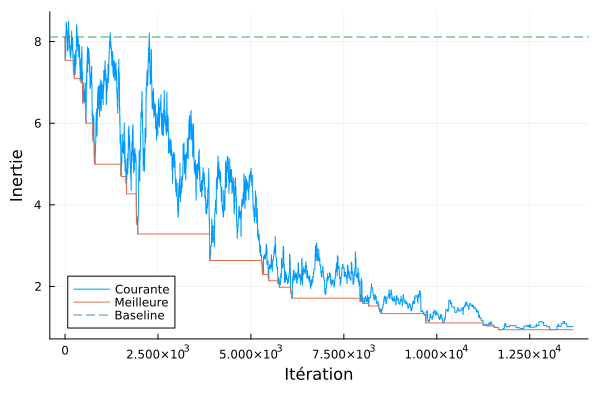 8
6
4
2
Inertie
Courante
Meilleure
Baseline
0 2.500×10³ 5.000×10³ 7.500×10³ 1.000×10⁴ 1.250×10⁴
Itération